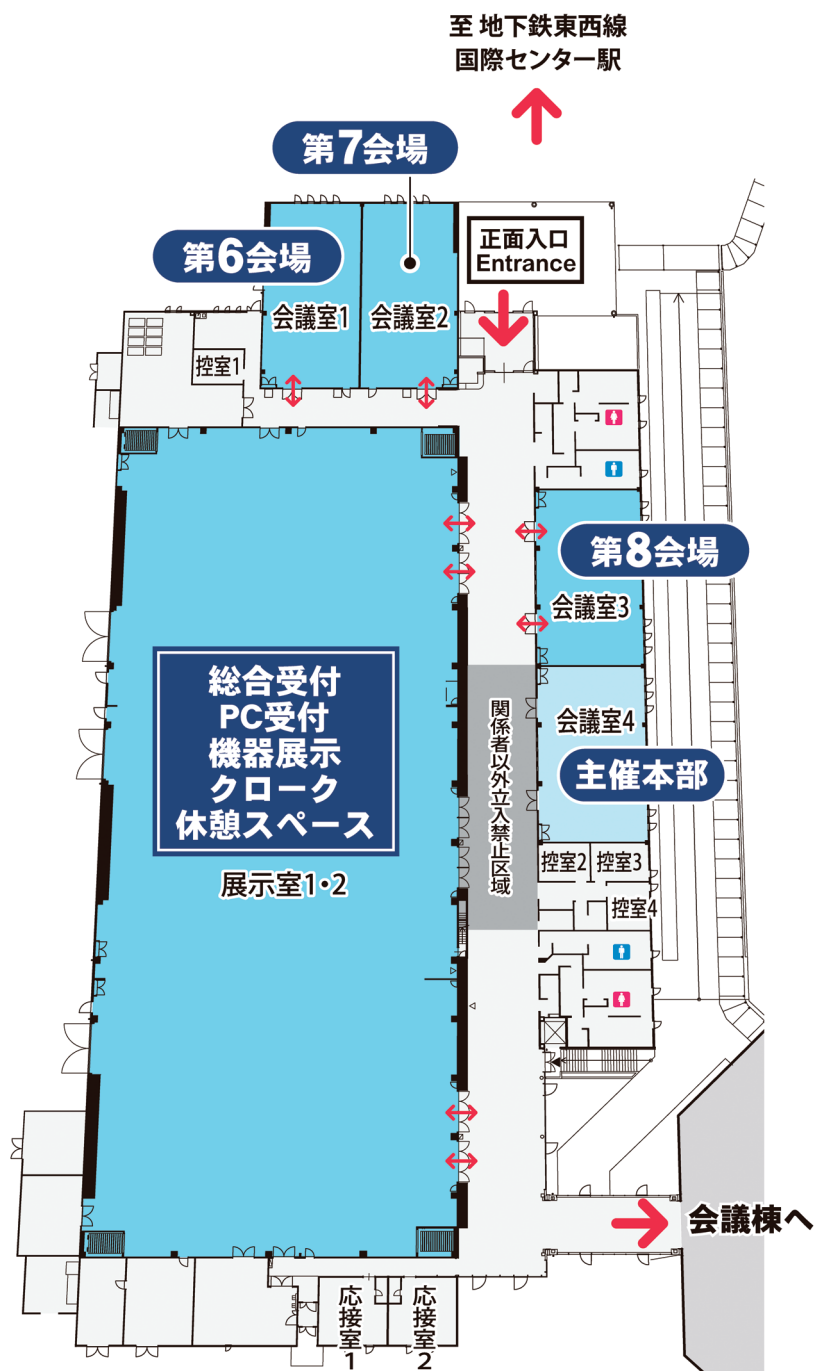 至 地下鉄東西線
国際センター駅
第7会場
第6会場
正面入口
Entrance
会議室1
会議室2
控室1
第8会場
会議室3
総合受付
PC受付
機器展示
クローク
休憩スペース
展示室1・2
関係者以外立入禁止区域
会議室4
主催本部
控室2
控室3
控室4
会議棟へ
応接室1
応接室2